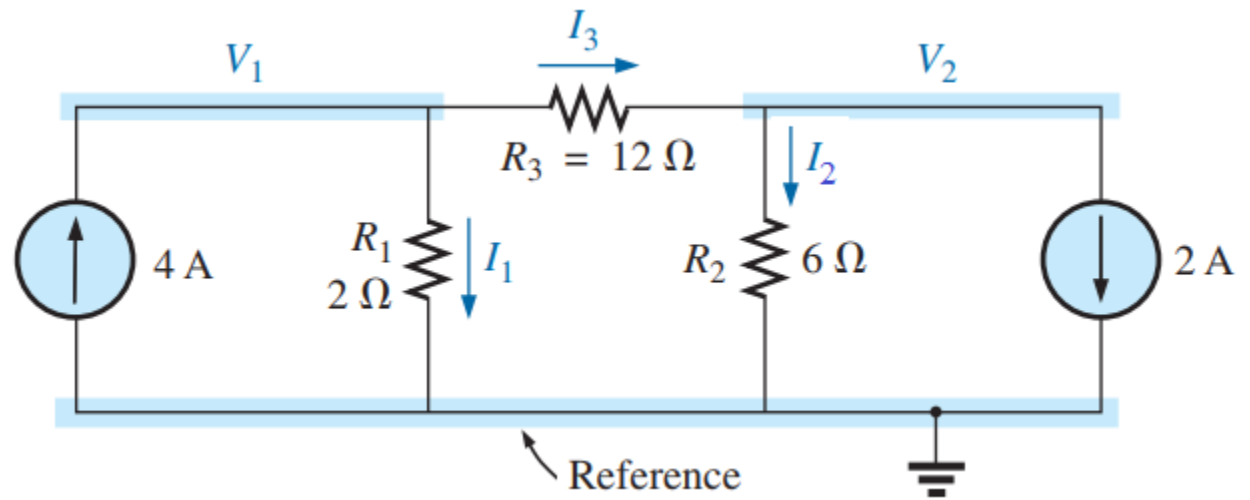 I₃
V₁
V₂
R₃ = 12 Ω
I₂
4 A
R₁
2 Ω
I₁
R₂
6 Ω
2 A
Reference